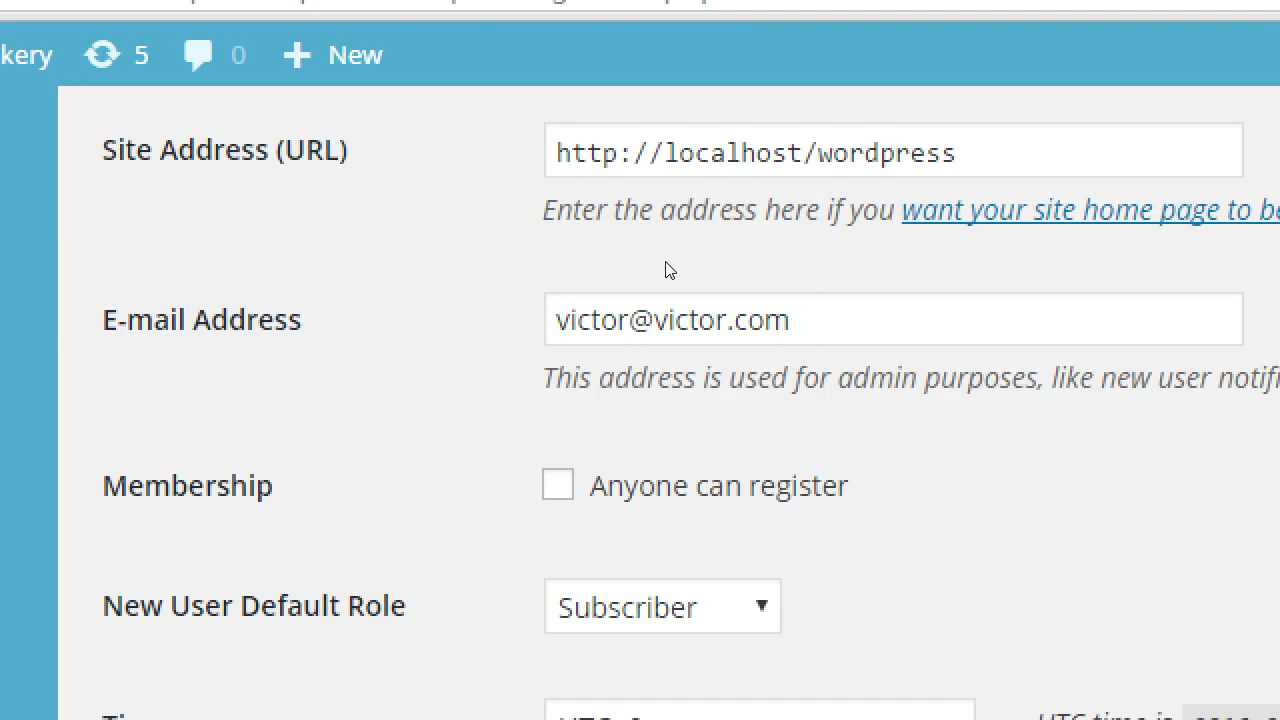 kery 5 0 New
Site Address (URL) http://localhost/wordpress
Enter the address here if you want your site home page to be
E-mail Address victor@victor.com
This address is used for admin purposes, like new user notifi
Membership Anyone can register
New User Default Role Subscriber
UTC time is